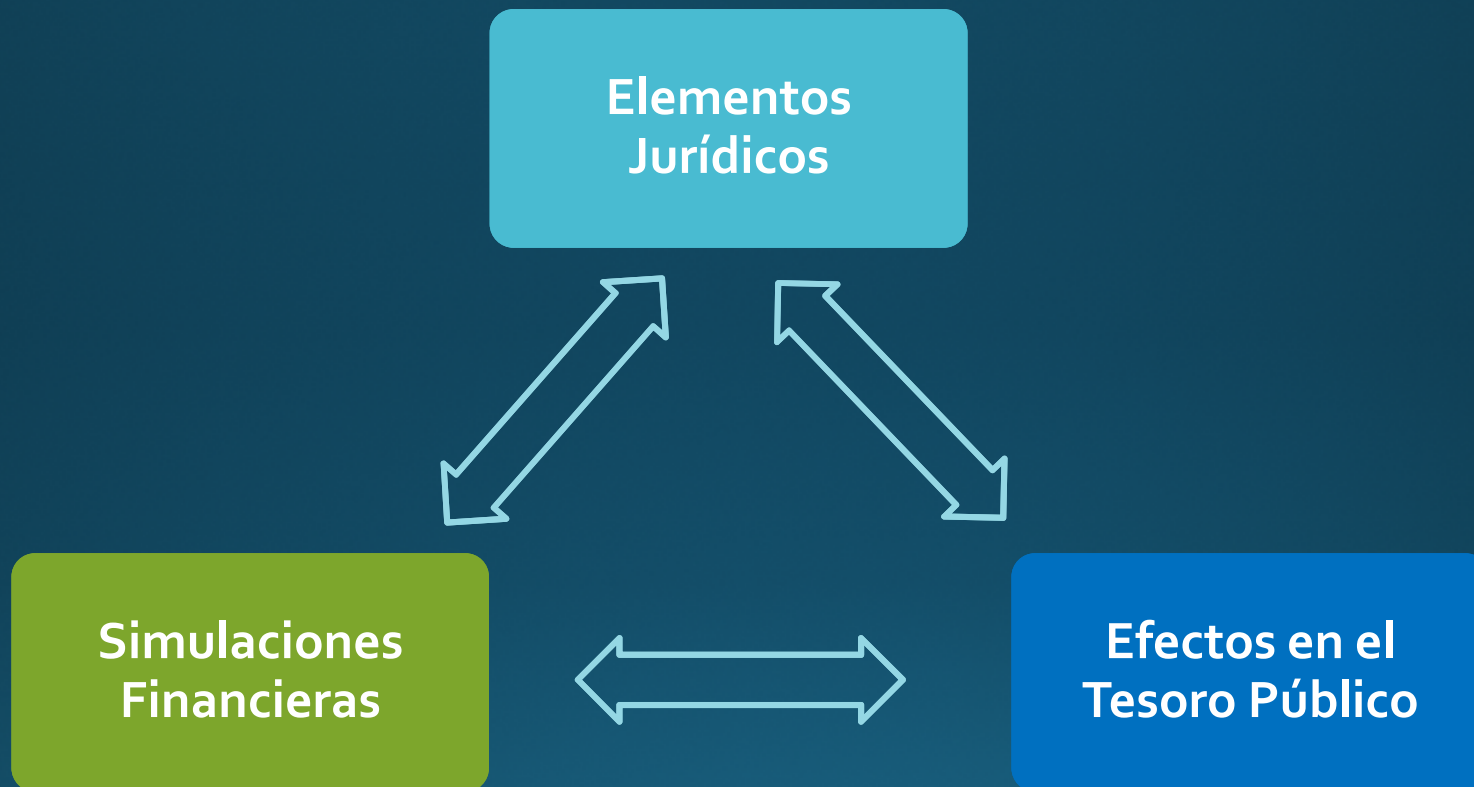 Elementos
Jurídicos
Simulaciones
Financieras
Efectos en el
Tesoro Público